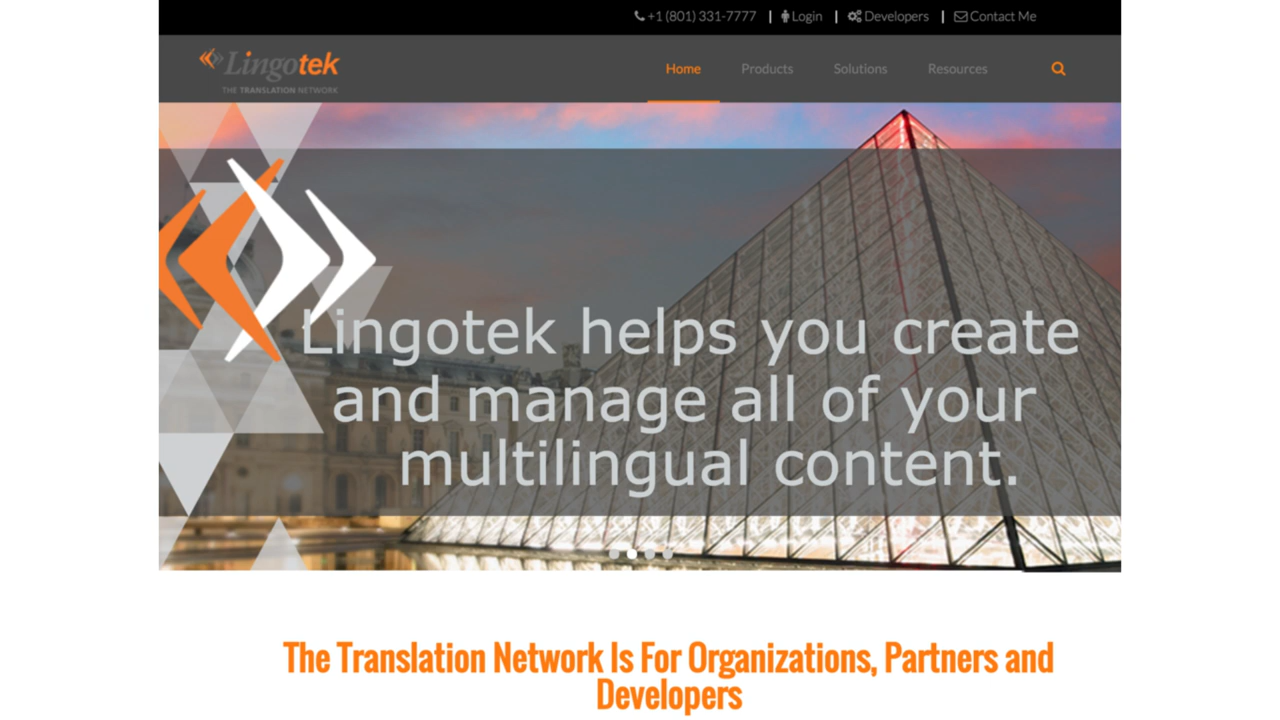 +1 (801) 331-7777 | Login | Developers | Contact Me
Lingotek
THE TRANSLATION NETWORK
Home Products Solutions Resources
Lingotek helps you create
and manage all of your
multilingual content.
The Translation Network Is For Organizations, Partners and
Developers